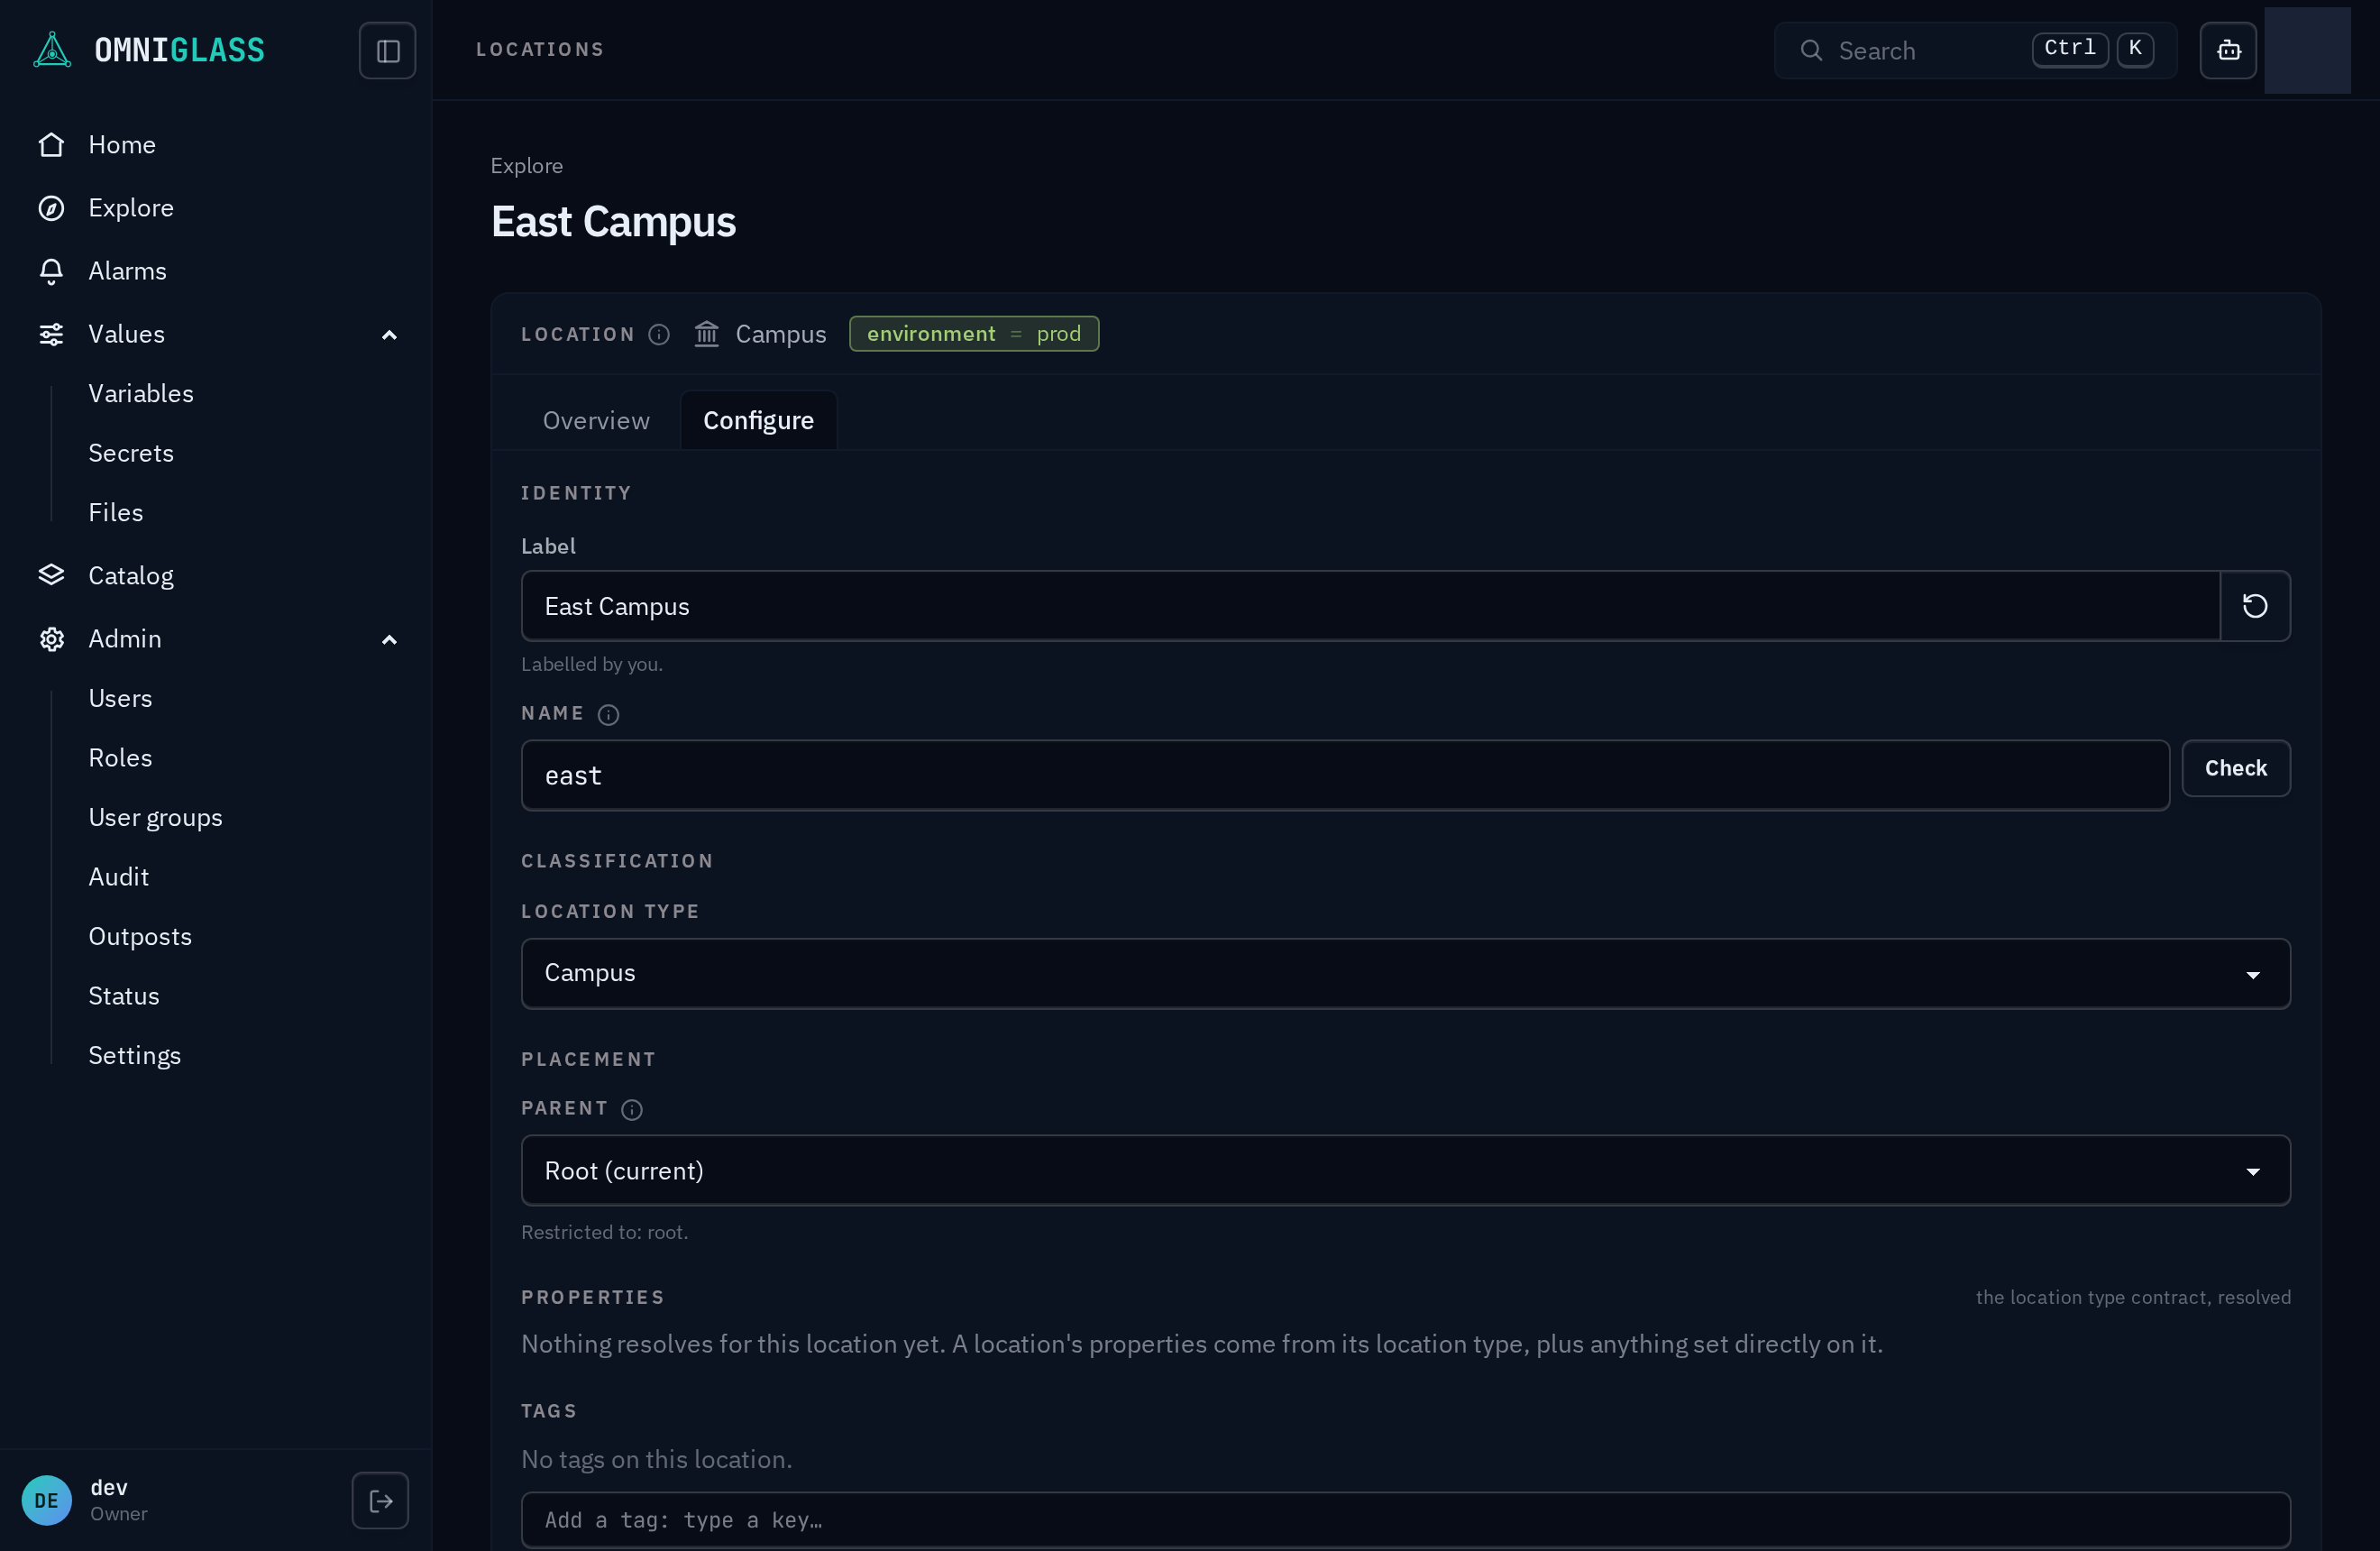 OMNIGLASS
LOCATIONS
Search
Ctrl
K
Home
Explore
Alarms
Values
Variables
Secrets
Files
Catalog
Admin
Users
Roles
User groups
Audit
Outposts
Status
Settings
DE
dev
Owner
Explore
East Campus
LOCATION
Campus
environment = prod
Overview
Configure
IDENTITY
Label
East Campus
Labelled by you.
NAME
east
Check
CLASSIFICATION
LOCATION TYPE
Campus
PLACEMENT
PARENT
Root (current)
Restricted to: root.
PROPERTIES
the location type contract, resolved
Nothing resolves for this location yet. A location's properties come from its location type, plus anything set directly on it.
TAGS
No tags on this location.
Add a tag: type a key…